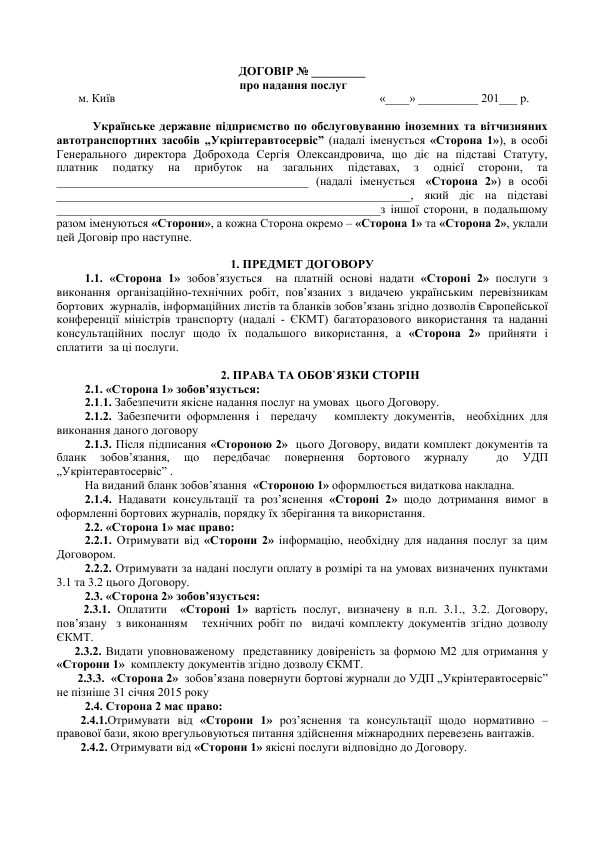 ДОГОВІР № _________
про надання послуг
м. Київ «____» __________ 201___ р.
Українське державне підприємство по обслуговуванню іноземних та вітчизняних
автотранспортних засобів „Укрінтеравтосервіс” (надалі іменується «Сторона 1»), в особі
Генерального директора Доброхода Сергія Олександровича, що діє на підставі Статуту,
платник податку на прибуток на загальних підставах, з однієї сторони, та
__________________________________________ (надалі іменується «Сторона 2») в особі
___________________________________________________________, який діє на підставі
______________________________________________________з іншої сторони, в подальшому
разом іменуються «Сторони», а кожна Сторона окремо – «Сторона 1» та «Сторона 2», уклали
цей Договір про наступне.
1. ПРЕДМЕТ ДОГОВОРУ
1.1. «Сторона 1» зобов’язується на платній основі надати «Стороні 2» послуги з
виконання організаційно-технічних робіт, пов’язаних з видачею українським перевізникам
бортових журналів, інформаційних листів та бланків зобов’язань згідно дозволів Європейської
конференції міністрів транспорту (надалі - ЄКМТ) багаторазового використання та наданні
консультаційних послуг щодо їх подальшого використання, а «Сторона 2» прийняти і
сплатити за ці послуги.
2. ПРАВА ТА ОБОВ`ЯЗКИ СТОРІН
2.1. «Сторона 1» зобов’язується:
2.1.1. Забезпечити якісне надання послуг на умовах цього Договору.
2.1.2. Забезпечити оформлення і передачу комплекту документів, необхідних для
виконання даного договору
2.1.3. Після підписання «Стороною 2» цього Договору, видати комплект документів та
бланк зобов’язання, що передбачає повернення бортового журналу до УДП
„Укрінтеравтосервіс” .
На виданий бланк зобов’язання «Стороною 1» оформлюється видаткова накладна.
2.1.4. Надавати консультації та роз’яснення «Стороні 2» щодо дотримання вимог в
оформленні бортових журналів, порядку їх зберігання та використання.
2.2. «Сторона 1» має право:
2.2.1. Отримувати від «Сторони 2» інформацію, необхідну для надання послуг за цим
Договором.
2.2.2. Отримувати за надані послуги оплату в розмірі та на умовах визначених пунктами
3.1 та 3.2 цього Договору.
2.3. «Сторона 2» зобов’язується:
2.3.1. Оплатити «Стороні 1» вартість послуг, визначену в п.п. 3.1., 3.2. Договору,
пов’язану з виконанням технічних робіт по видачі комплекту документів згідно дозволу
ЄКМТ.
2.3.2. Видати уповноваженому представнику довіреність за формою М2 для отримання у
«Сторони 1» комплекту документів згідно дозволу ЄКМТ.
2.3.3. «Сторона 2» зобов’язана повернути бортові журнали до УДП „Укрінтеравтосервіс”
не пізніше 31 січня 2015 року
2.4. Сторона 2 має право:
2.4.1.Отримувати від «Сторони 1» роз’яснення та консультації щодо нормативно –
правової бази, якою врегульовуються питання здійснення міжнародних перевезень вантажів.
2.4.2. Отримувати від «Сторони 1» якісні послуги відповідно до Договору.